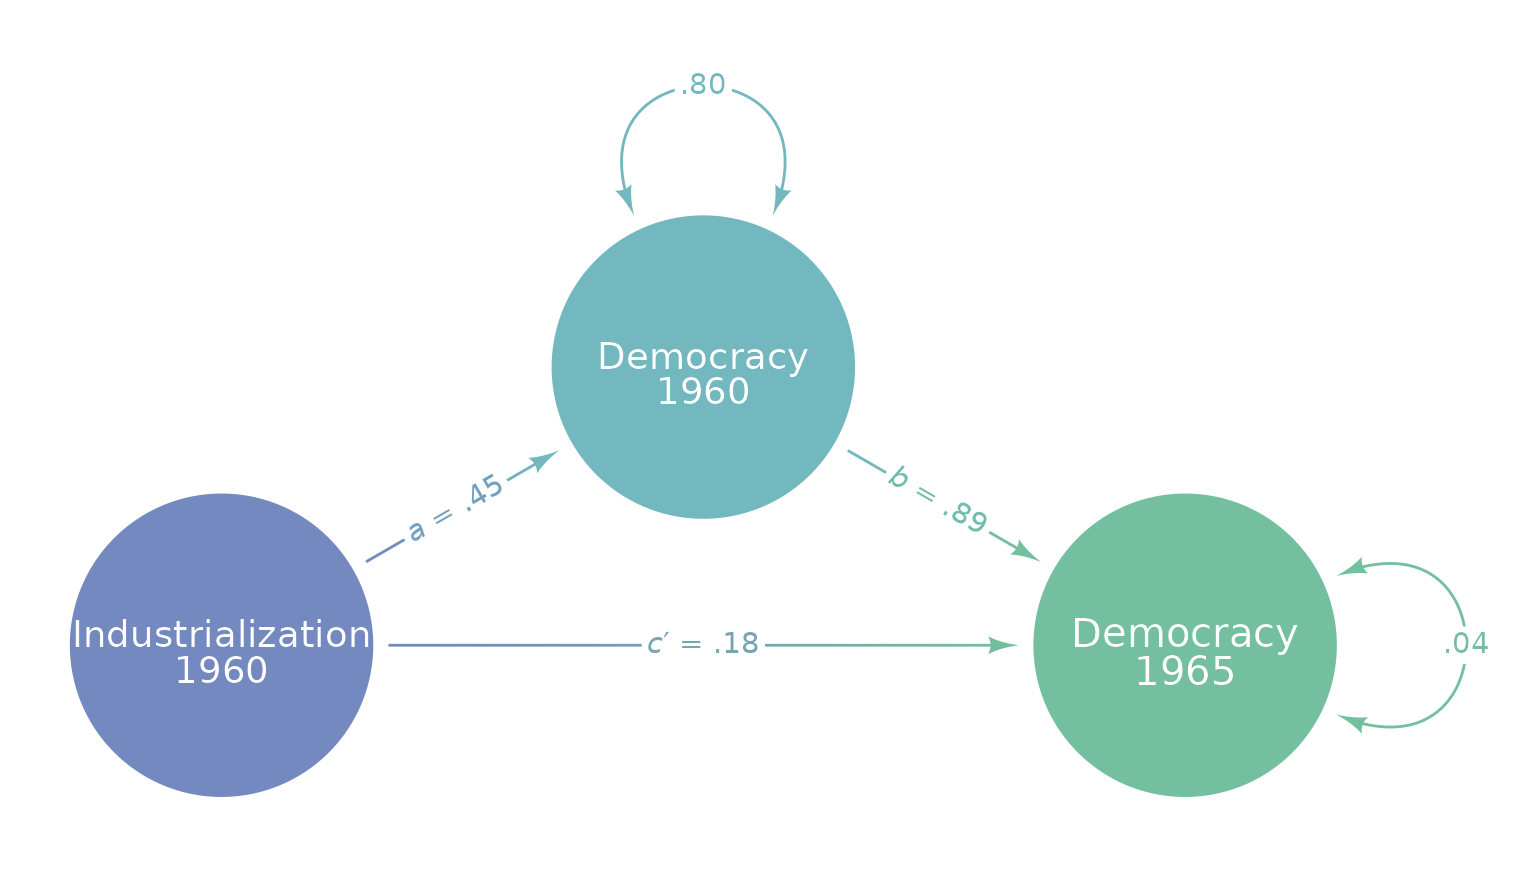 .80
Democracy
1960
a = .45
b = .89
Industrialization
1960
c′ = .18
Democracy
1965
.04